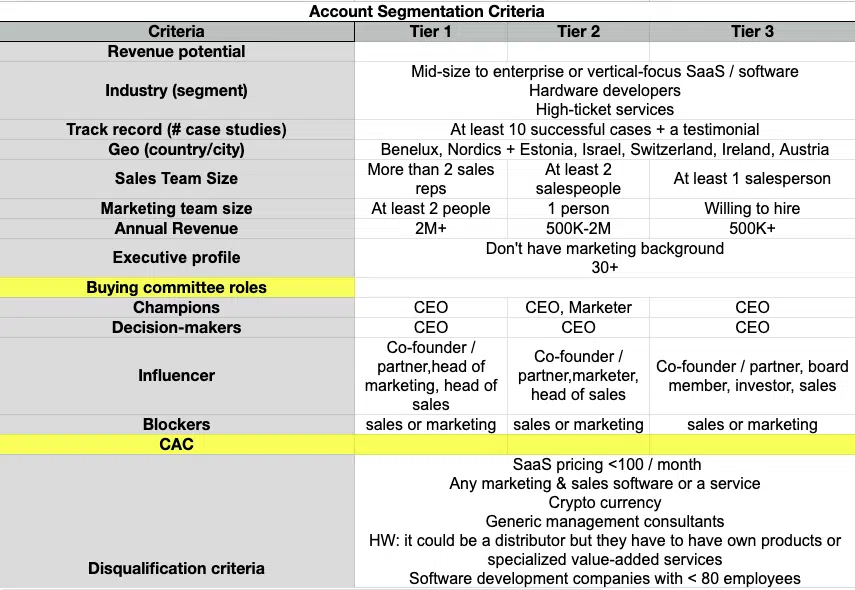 Account Segmentation Criteria
Criteria Tier 1 Tier 2 Tier 3
Revenue potential
Industry (segment)
Mid-size to enterprise or vertical-focus SaaS / software
Hardware developers
High-ticket services
Track record (# case studies) At least 10 successful cases + a testimonial
Geo (country/city) Benelux, Nordics + Estonia, Israel, Switzerland, Ireland, Austria
Sales Team Size
More than 2 sales
reps
At least 2
salespeople
At least 1 salesperson
Marketing team size At least 2 people 1 person Willing to hire
Annual Revenue 2M+ 500K-2M 500K+
Executive profile
Don't have marketing background
30+
Buying committee roles
Champions CEO CEO, Marketer CEO
Decision-makers CEO CEO CEO
Influencer
Co-founder /
partner,head of
marketing, head of
sales
Co-founder /
partner,marketer,
head of sales
Co-founder / partner, board
member, investor, sales
Blockers sales or marketing sales or marketing sales or marketing
CAC
Disqualification criteria
SaaS pricing <100 / month
Any marketing & sales software or a service
Crypto currency
Generic management consultants
HW: it could be a distributor but they have to have own products or
specialized value-added services
Software development companies with < 80 employees